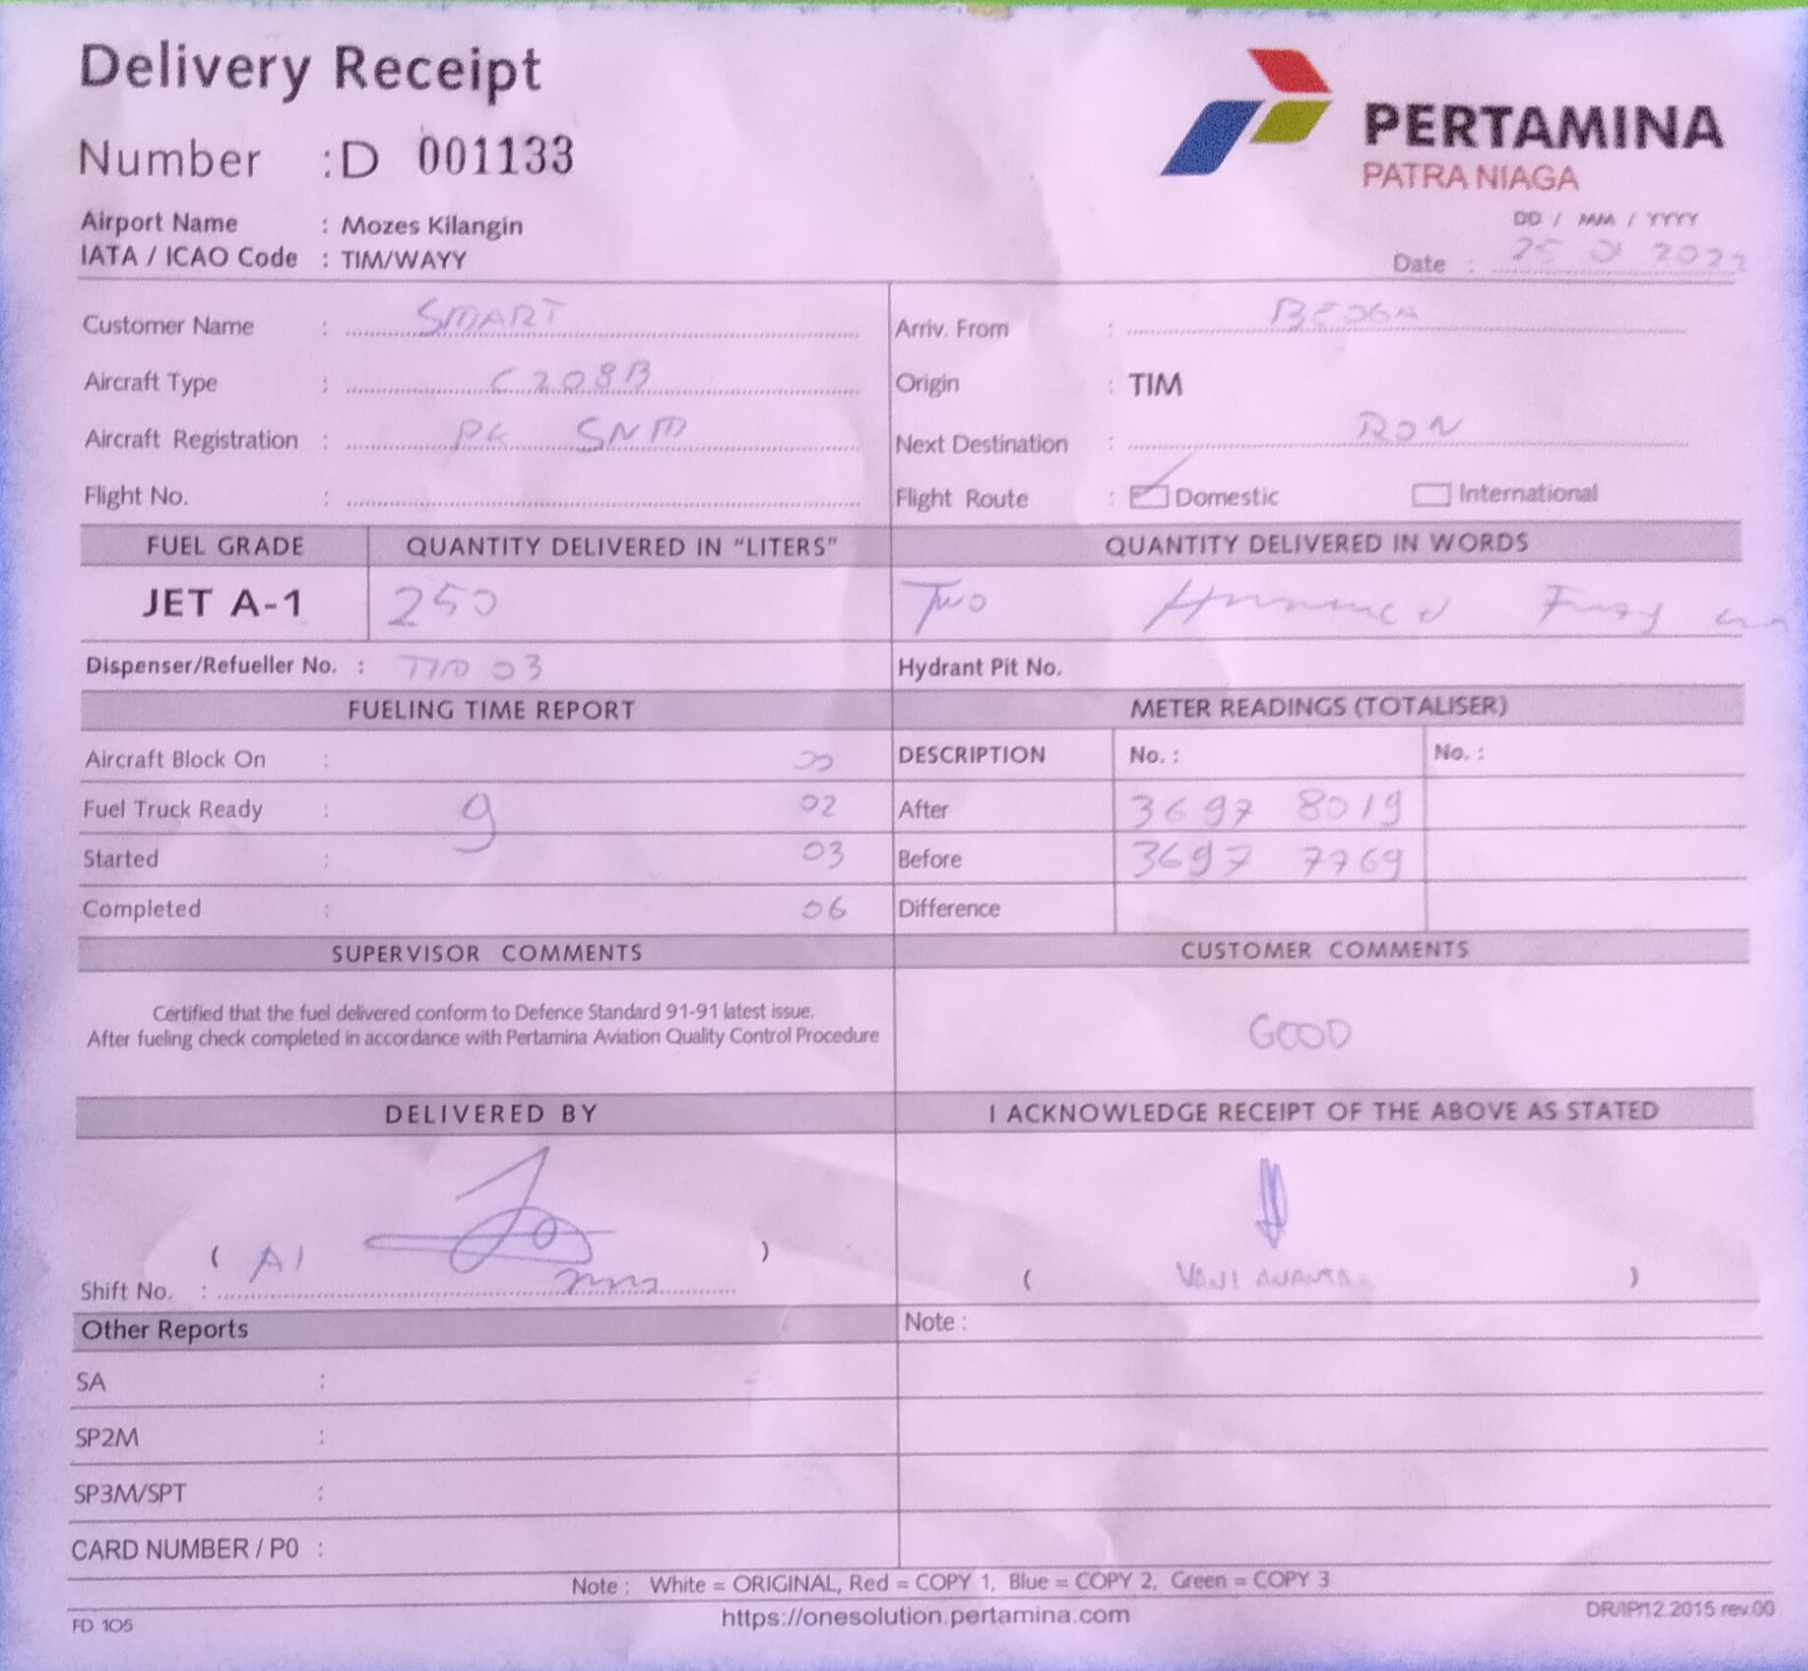 Delivery Receipt
Number : D 001133
PERTAMINA
PATRA NIAGA
Airport Name : Mozes Kilangin
IATA / ICAO Code : TIM/WAYY
DD / MM / YYYY
Date : 25
Customer Name : SMART
Arriv. From : BEOGA
Aircraft Type : C208B
Origin : TIM
Aircraft Registration : PK SNM
Next Destination : RON
Flight No. :
Flight Route : Domestic International
FUEL GRADE QUANTITY DELIVERED IN "LITERS" QUANTITY DELIVERED IN WORDS
JET A-1 250 Two Hundred Fifty
Dispenser/Refueller No. : 03 Hydrant Pit No.
FUELING TIME REPORT METER READINGS (TOTALISER)
Aircraft Block On : DESCRIPTION No. : No. :
Fuel Truck Ready : 9 02 After 3697 8019
Started : 03 Before 3697 7769
Completed : 06 Difference
SUPERVISOR COMMENTS CUSTOMER COMMENTS
Certified that the fuel delivered conform to Defence Standard 91-91 latest issue.
After fueling check completed in accordance with Pertamina Aviation Quality Control Procedure
GOOD
DELIVERED BY I ACKNOWLEDGE RECEIPT OF THE ABOVE AS STATED
( )
Shift No. :
( )
Other Reports Note :
SA :
SP2M :
SP3M/SPT :
CARD NUMBER / P0 :
Note : White = ORIGINAL, Red = COPY 1, Blue = COPY 2, Green = COPY 3
FD 105 https://onesolution.pertamina.com DR/IP/12.2015 rev.00